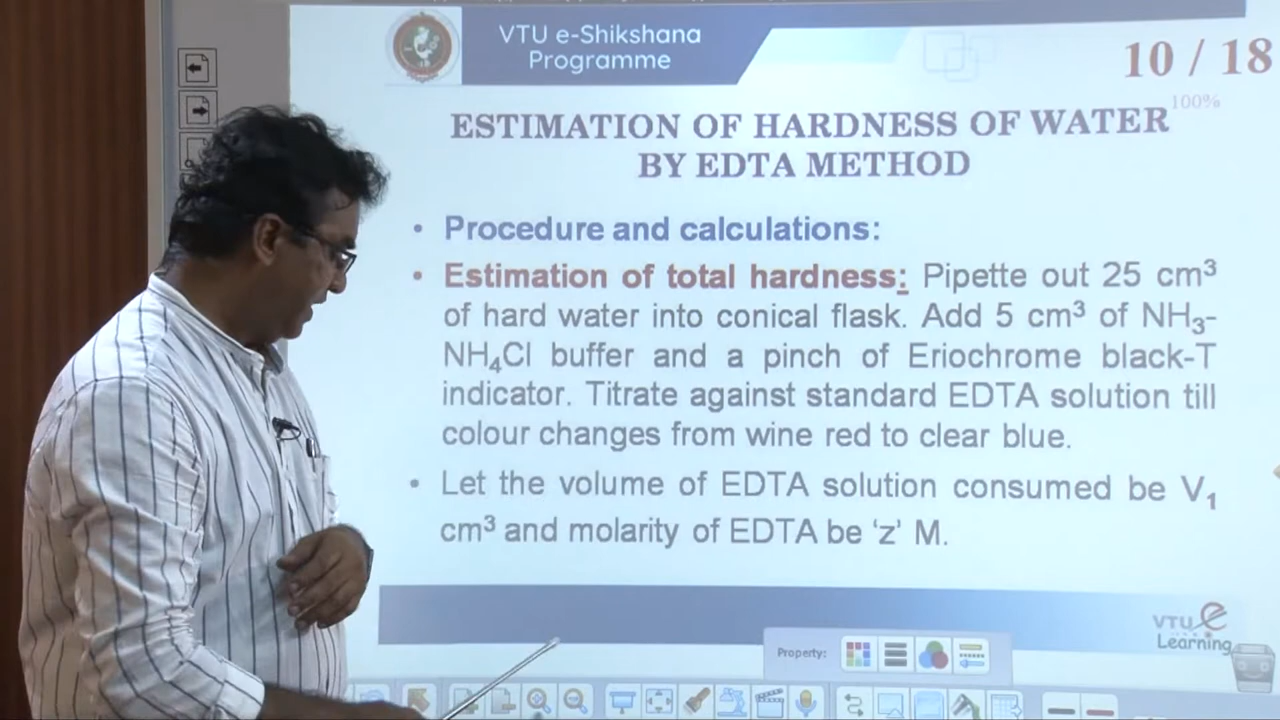 VTU e-Shikshana
Programme
10 / 18
100%
ESTIMATION OF HARDNESS OF WATER
BY EDTA METHOD
• Procedure and calculations:
• Estimation of total hardness: Pipette out 25 cm³
of hard water into conical flask. Add 5 cm³ of NH₃-
NH₄Cl buffer and a pinch of Eriochrome black-T
indicator. Titrate against standard EDTA solution till
colour changes from wine red to clear blue.
• Let the volume of EDTA solution consumed be V₁
cm³ and molarity of EDTA be ‘z’ M.
VTU e
Learning
Property: